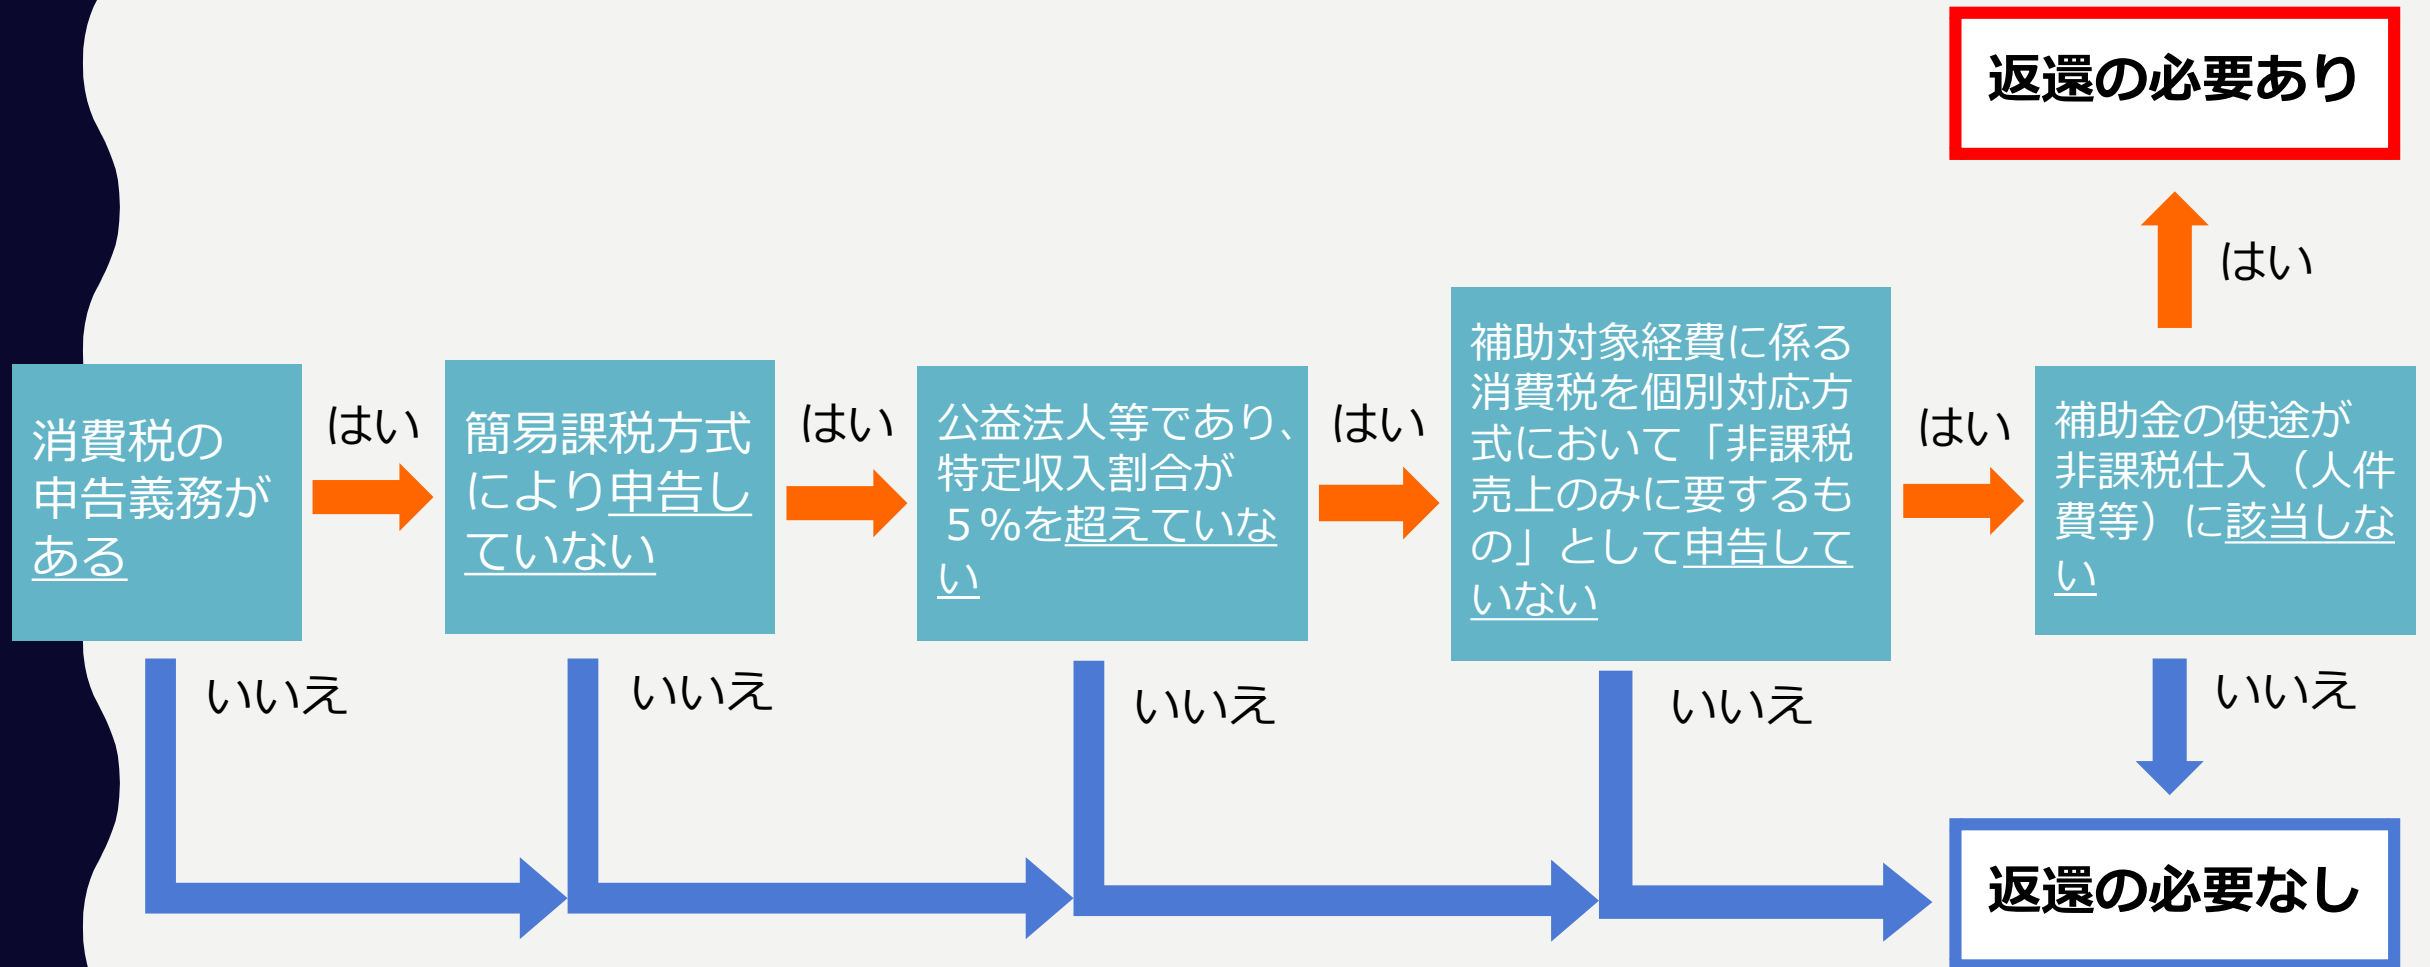 返還の必要あり
はい
消費税の
申告義務が
ある
はい
いいえ
簡易課税方式
により申告し
ていない
はい
いいえ
公益法人等であり、
特定収入割合が
５%を超えていな
い
はい
いいえ
補助対象経費に係る
消費税を個別対応方
式において「非課税
売上のみに要するも
の」として申告して
いない
はい
いいえ
補助金の使途が
非課税仕入（人件
費等）に該当しな
い
いいえ
返還の必要なし